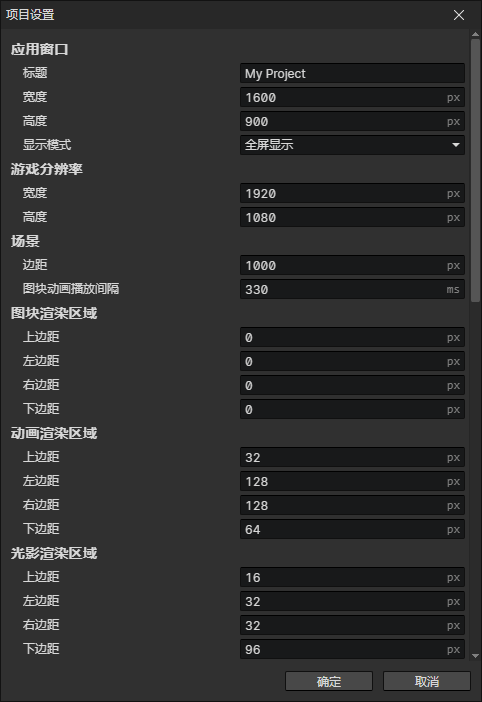 项目设置
应用窗口
标题 My Project
宽度 1600 px
高度 900 px
显示模式 全屏显示
游戏分辨率
宽度 1920 px
高度 1080 px
场景
边距 1000 px
图块动画播放间隔 330 ms
图块渲染区域
上边距 0 px
左边距 0 px
右边距 0 px
下边距 0 px
动画渲染区域
上边距 32 px
左边距 128 px
右边距 128 px
下边距 64 px
光影渲染区域
上边距 16 px
左边距 32 px
右边距 32 px
下边距 96 px
确定 取消